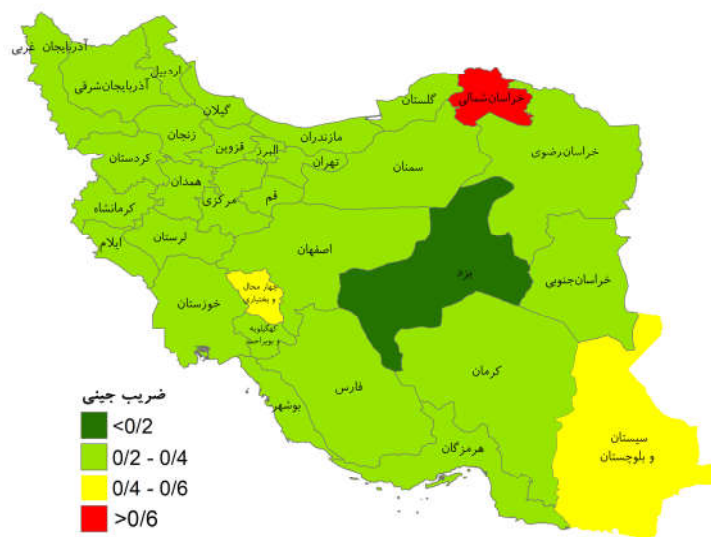 آذربایجان غربی
اردبیل
آذربایجان‌شرقی
گیلان
زنجان
قزوین
البرز
مازندران
تهران
گلستان
خراسان‌شمالی
سمنان
خراسان‌رضوی
کردستان
همدان
مرکزی
قم
کرمانشاه
ایلام
لرستان
اصفهان
یزد
خراسان‌جنوبی
خوزستان
چهار محال
و بختیاری
کهگیلویه
و بویراحمد
بوشهر
فارس
کرمان
هرمزگان
سیستان
و بلوچستان
ضریب جینی
<0/2
0/2 - 0/4
0/4 - 0/6
>0/6